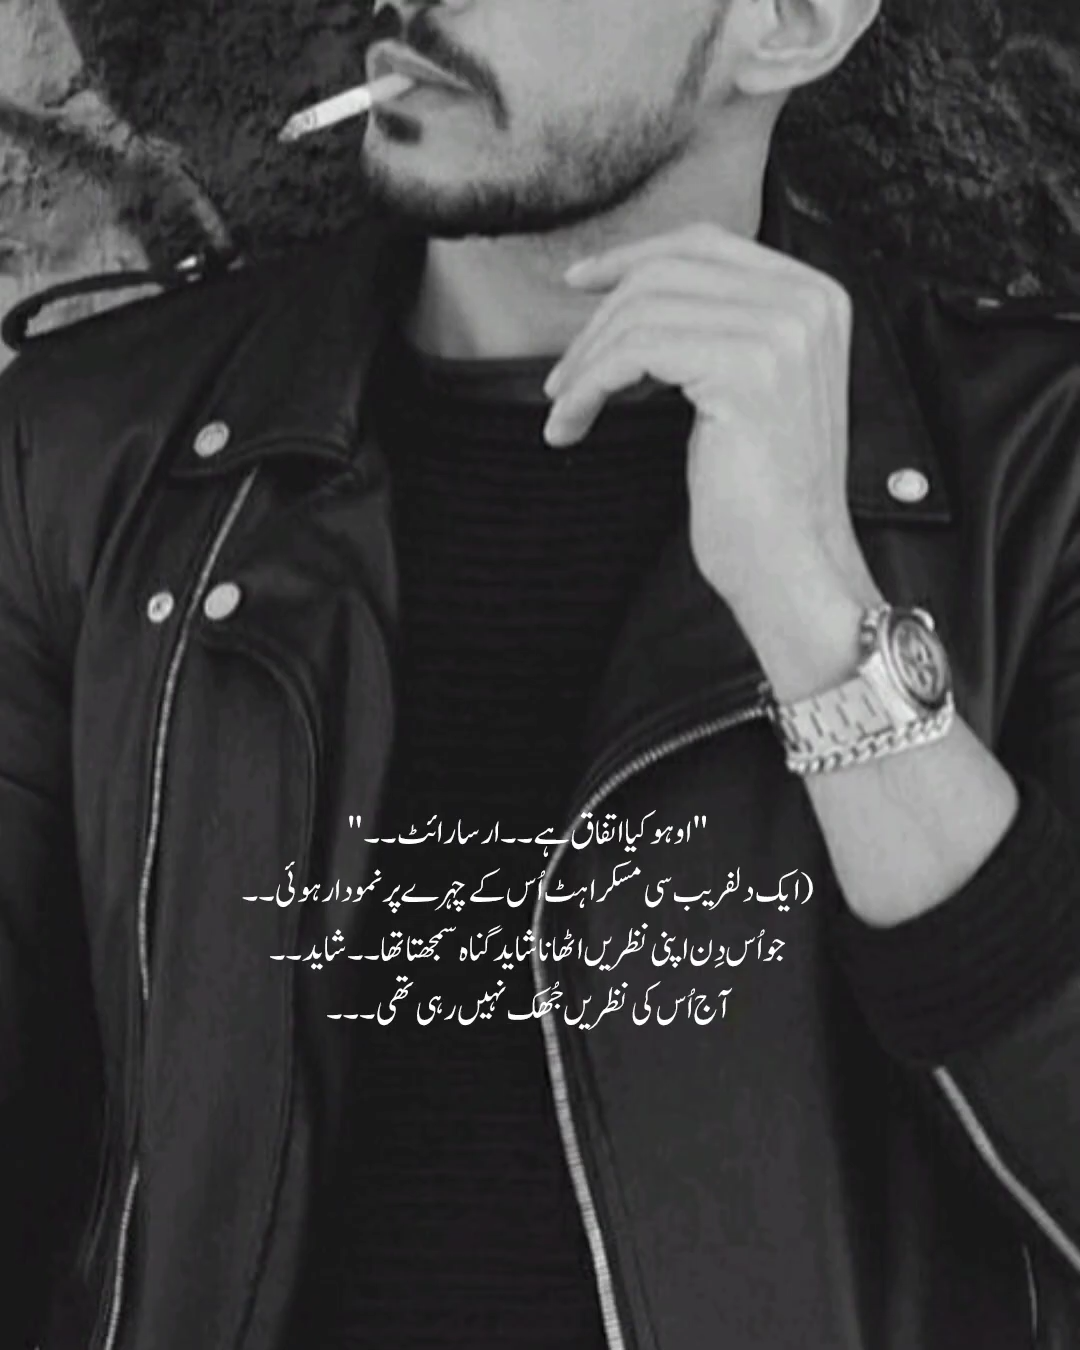 "اوہو کیا اتفاق ہے۔۔ارسا رائٹ۔۔"
(ایک دلفریب سی مسکراہٹ اُس کے چہرے پر نمودار ہوئی۔۔
جو اُس دِن اپنی نظریں اٹھانا شاید گناہ سمجھتا تھا۔۔شاید۔۔
آج اُس کی نظریں جُھک نہیں رہی تھی۔۔۔